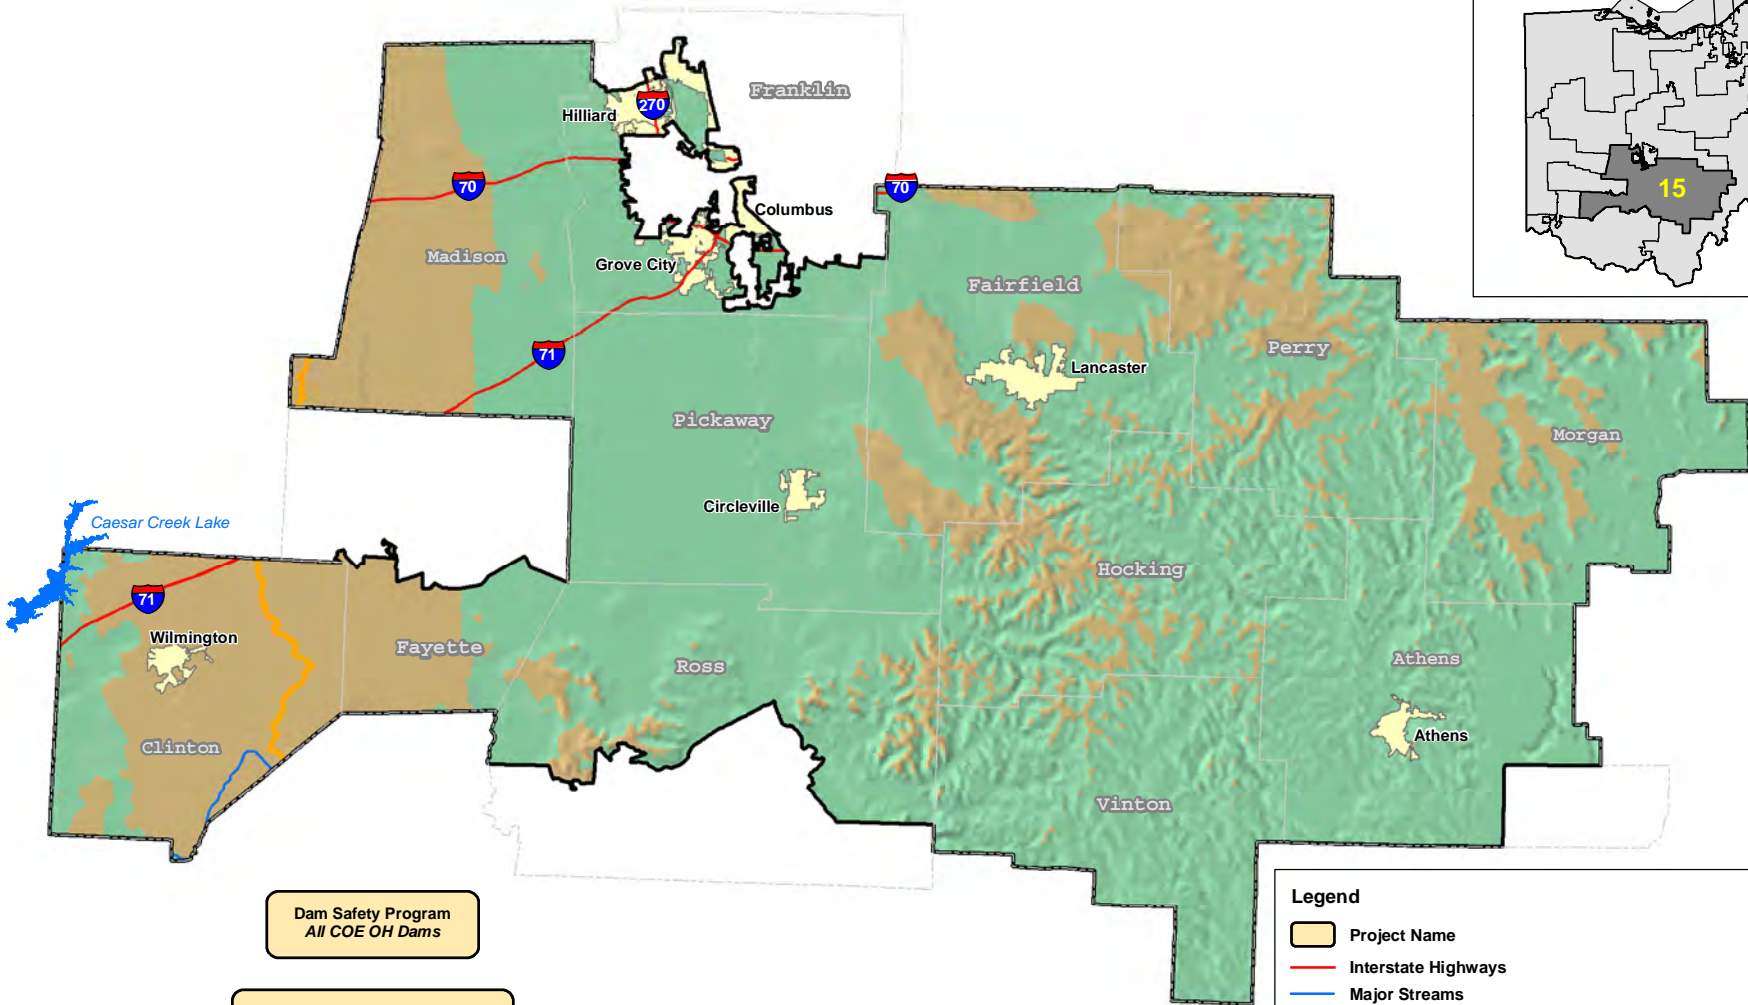 Franklin
270
Hilliard
15
70
70
Columbus
Madison
Grove City
Fairfield
71
Perry
Lancaster
Pickaway
Morgan
Circleville
Caesar Creek Lake
Hocking
71
Wilmington
Fayette
Ross
Athens
Clinton
Athens
Vinton
Dam Safety Program
All COE OH Dams
Legend
Project Name
Interstate Highways
Major Streams